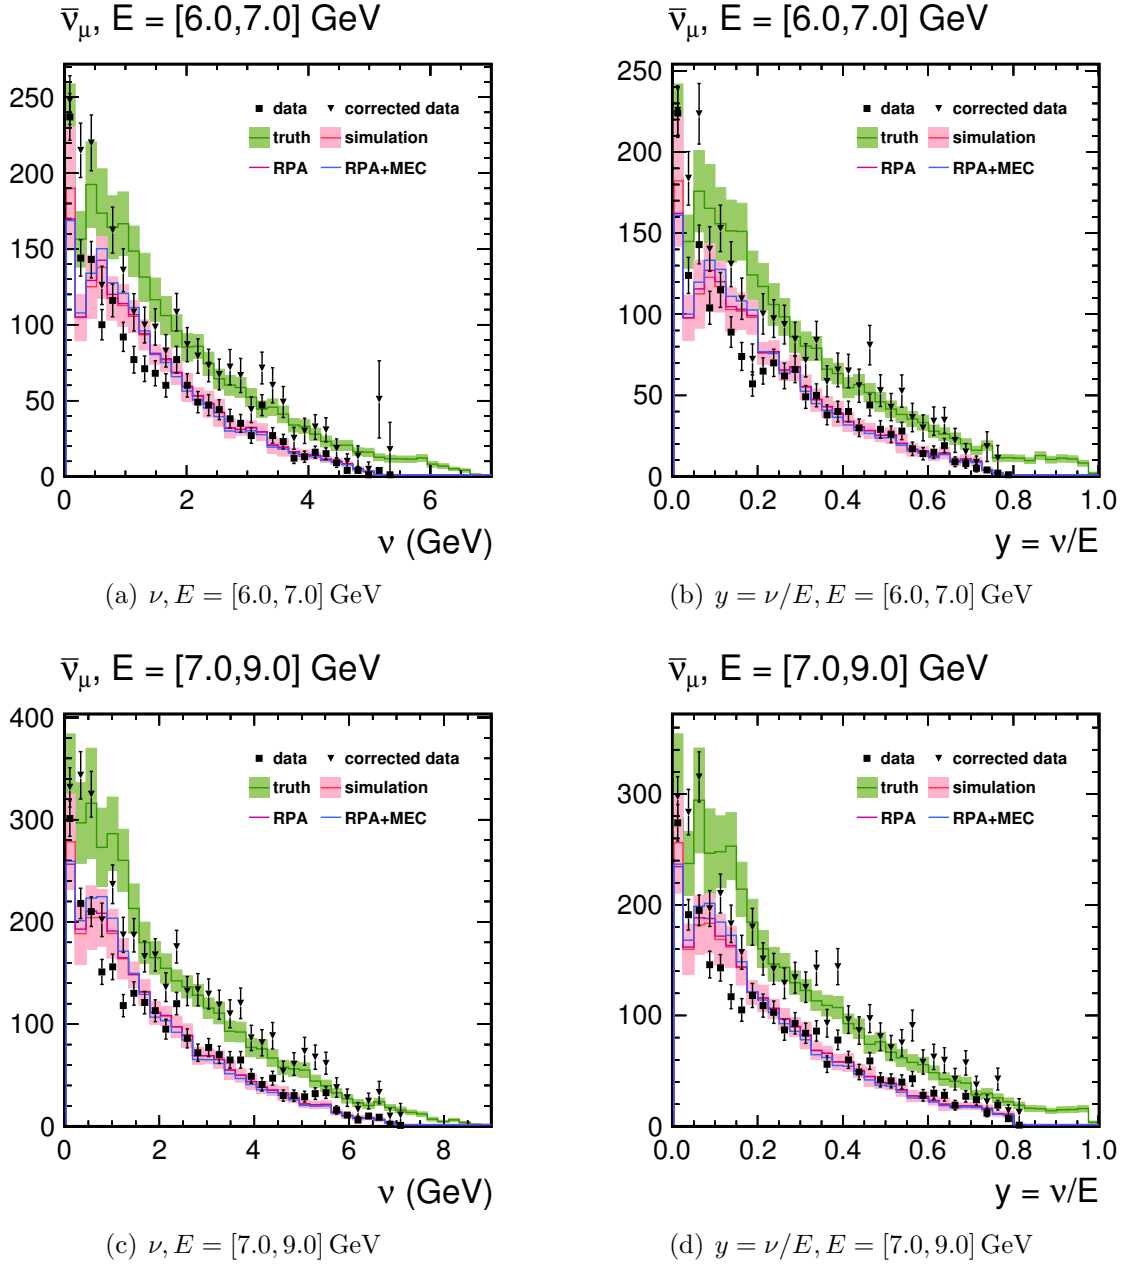 ν̄μ, E = [6.0,7.0] GeV
250
200
150
100
50
0
data
corrected data
truth
simulation
RPA
RPA+MEC
0 2 4 6
ν (GeV)
(a) ν, E = [6.0, 7.0] GeV
ν̄μ, E = [6.0,7.0] GeV
250
200
150
100
50
0
data
corrected data
truth
simulation
RPA
RPA+MEC
0.0 0.2 0.4 0.6 0.8 1.0
y = ν/E
(b) y = ν/E, E = [6.0, 7.0] GeV
ν̄μ, E = [7.0,9.0] GeV
400
300
200
100
0
data
corrected data
truth
simulation
RPA
RPA+MEC
0 2 4 6 8
ν (GeV)
(c) ν, E = [7.0, 9.0] GeV
ν̄μ, E = [7.0,9.0] GeV
300
200
100
0
data
corrected data
truth
simulation
RPA
RPA+MEC
0.0 0.2 0.4 0.6 0.8 1.0
y = ν/E
(d) y = ν/E, E = [7.0, 9.0] GeV